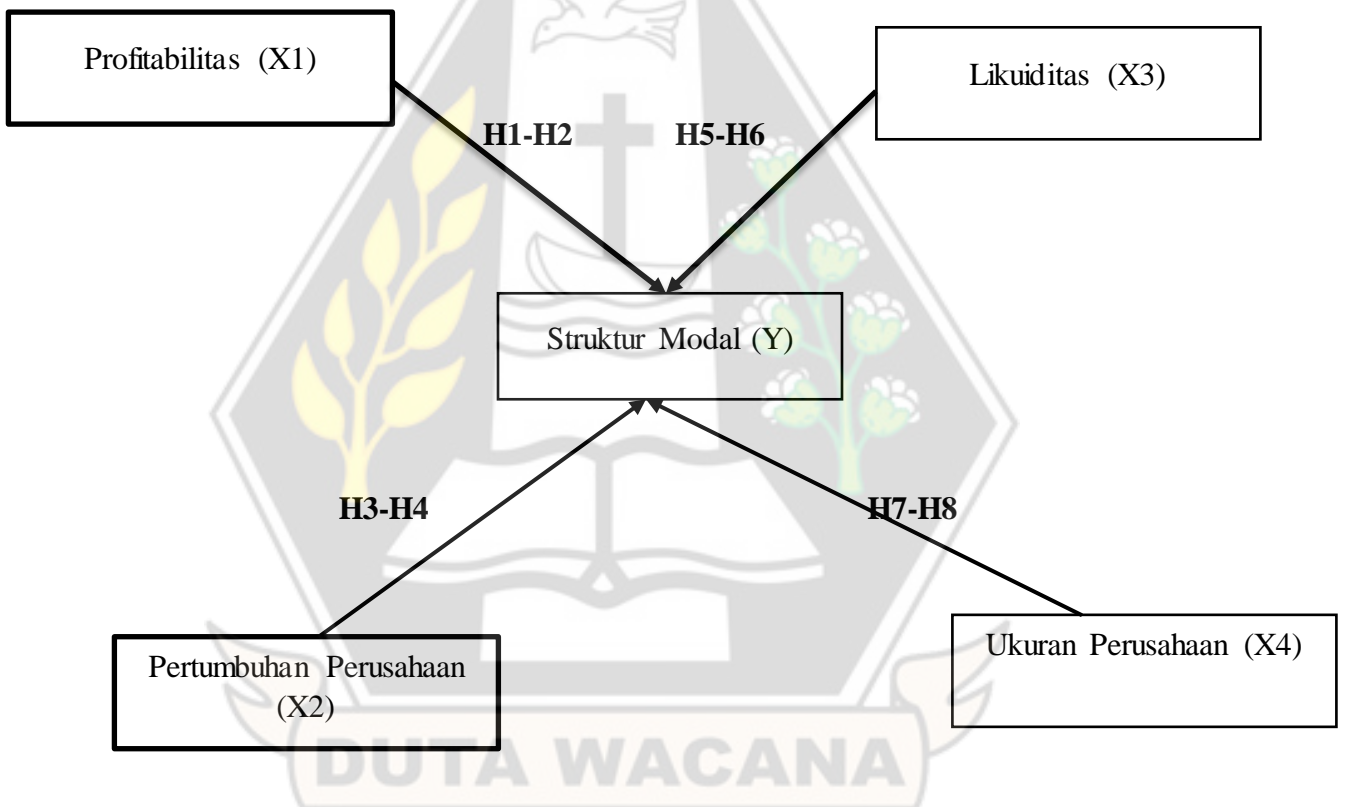 Profitabilitas (X1)
Likuiditas (X3)
H1-H2
H5-H6
Struktur Modal (Y)
H3-H4
H7-H8
Pertumbuhan Perusahaan
(X2)
Ukuran Perusahaan (X4)
DUTA WACANA